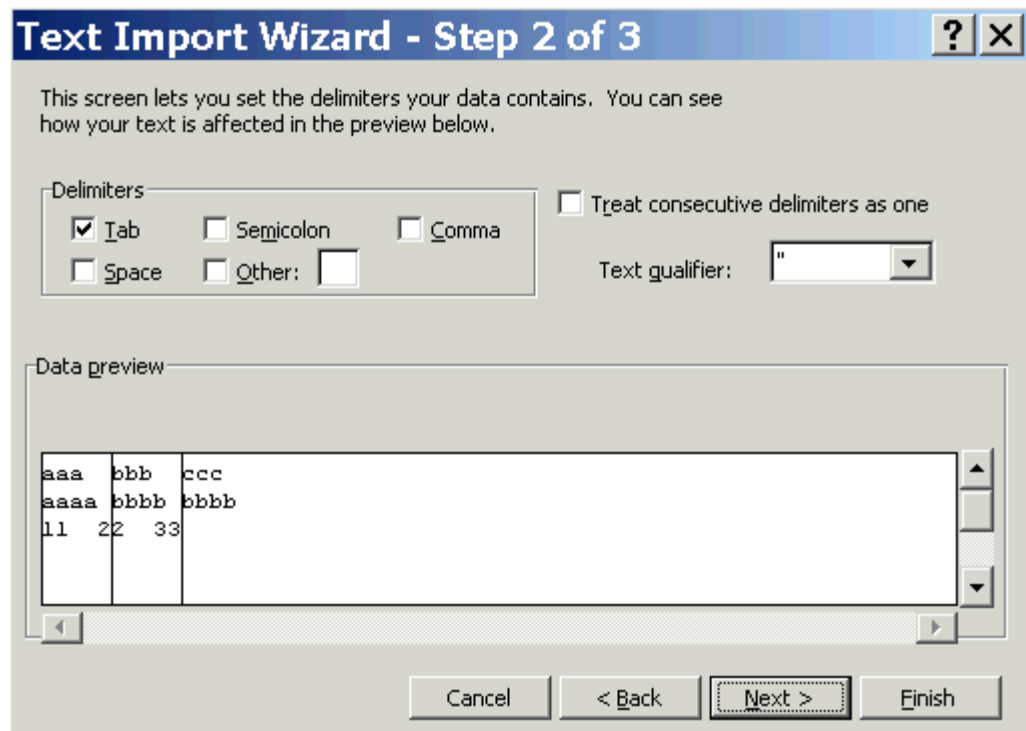 Text Import Wizard - Step 2 of 3
This screen lets you set the delimiters your data contains. You can see
how your text is affected in the preview below.
Delimiters
Tab Semicolon Comma
Space Other:
Treat consecutive delimiters as one
Text qualifier: "
Data preview
aaa bbb ccc
aaaa bbbb bbbb
11 22 33
Cancel < Back Next > Finish